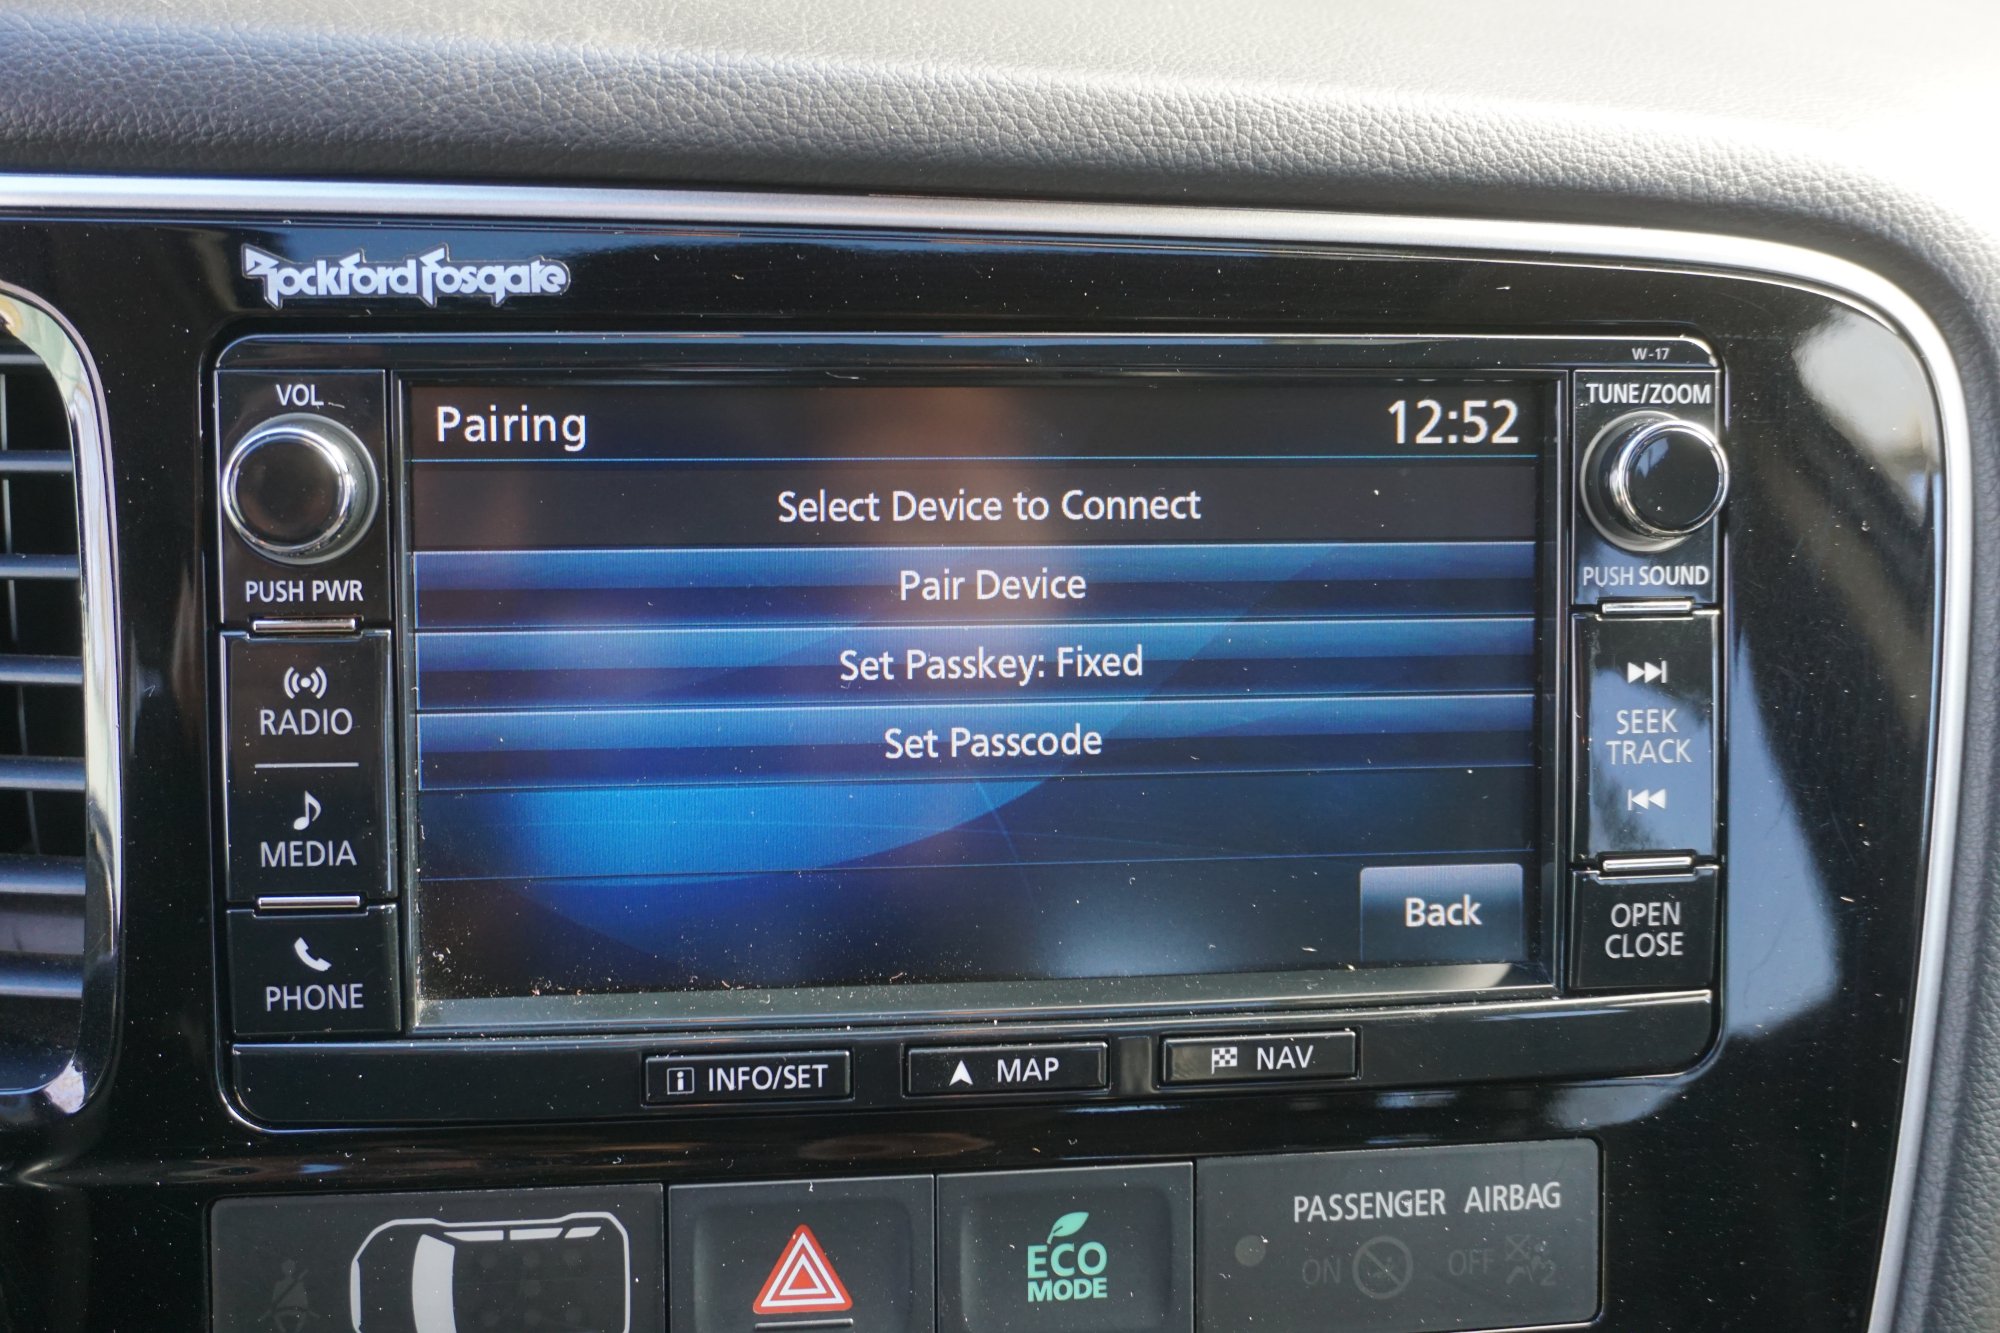 Rockford Fosgate
W-17
VOL
TUNE/ZOOM
Pairing
12:52
Select Device to Connect
Pair Device
PUSH PWR
PUSH SOUND
Set Passkey: Fixed
RADIO
Set Passcode
SEEK
TRACK
MEDIA
Back
OPEN
CLOSE
PHONE
INFO/SET
MAP
NAV
PASSENGER AIRBAG
ECO
MODE
ON
OFF
2